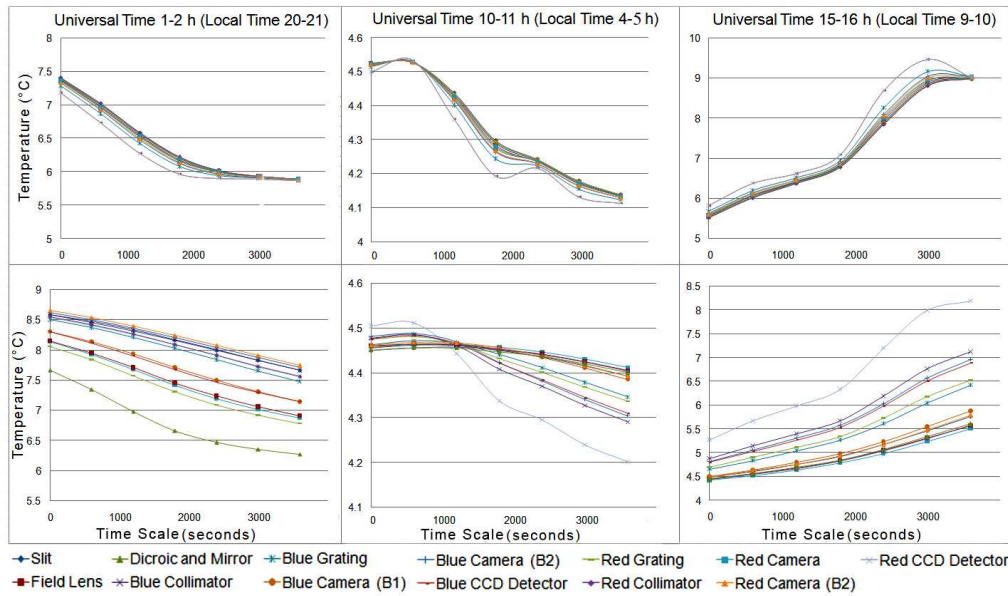 Universal Time 1-2 h (Local Time 20-21)
Universal Time 10-11 h (Local Time 4-5 h)
Universal Time 15-16 h (Local Time 9-10)
Temperature (°C)
8
7.5
7
6.5
6
5.5
5
0 1000 2000 3000
4.6
4.5
4.4
4.3
4.2
4.1
4
0 1000 2000 3000
10
9
8
7
6
5
0 1000 2000 3000
Temperature (°C)
9
8.5
8
7.5
7
6.5
6
5.5
0 1000 2000 3000
Time Scale (seconds)
4.6
4.5
4.4
4.3
4.2
4.1
0 1000 2000 3000
Time Scale (seconds)
8.5
8
7.5
7
6.5
6
5.5
5
4.5
4
0 1000 2000 3000
Time Scale (seconds)
Slit
Dicroic and Mirror
Blue Grating
Blue Camera (B2)
Red Grating
Red Camera
Red CCD Detector
Field Lens
Blue Collimator
Blue Camera (B1)
Blue CCD Detector
Red Collimator
Red Camera (B2)